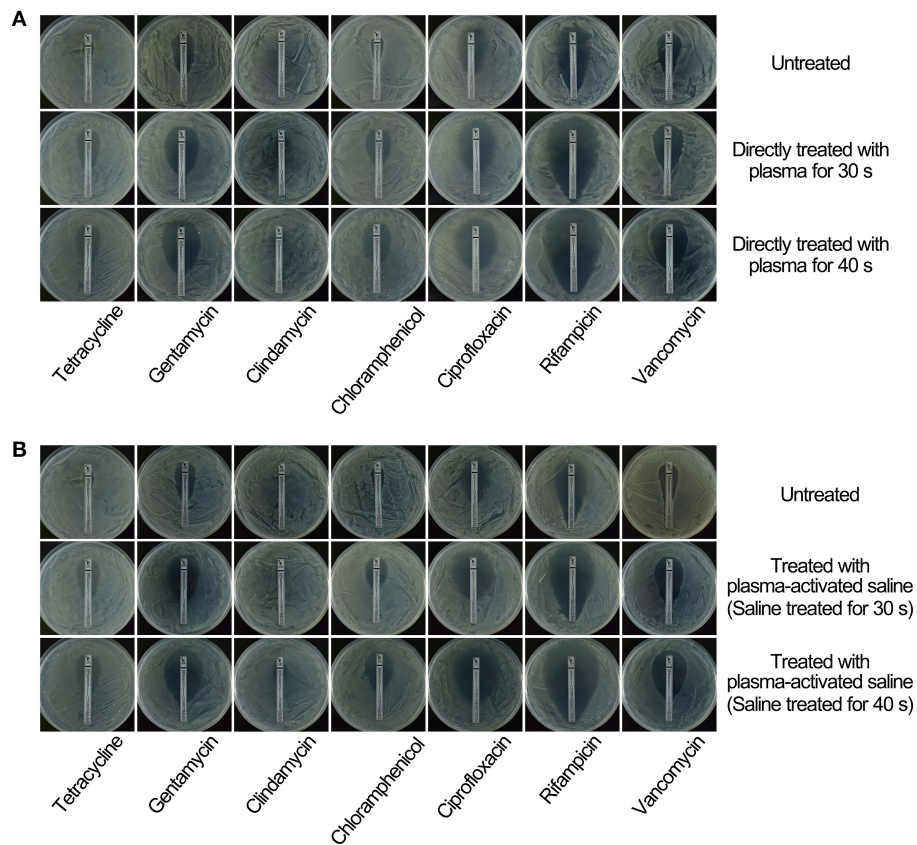 A
Untreated
Directly treated with
plasma for 30 s
Directly treated with
plasma for 40 s
Tetracycline
Gentamycin
Clindamycin
Chloramphenicol
Ciprofloxacin
Rifampicin
Vancomycin
B
Untreated
Treated with
plasma-activated saline
(Saline treated for 30 s)
Treated with
plasma-activated saline
(Saline treated for 40 s)
Tetracycline
Gentamycin
Clindamycin
Chloramphenicol
Ciprofloxacin
Rifampicin
Vancomycin